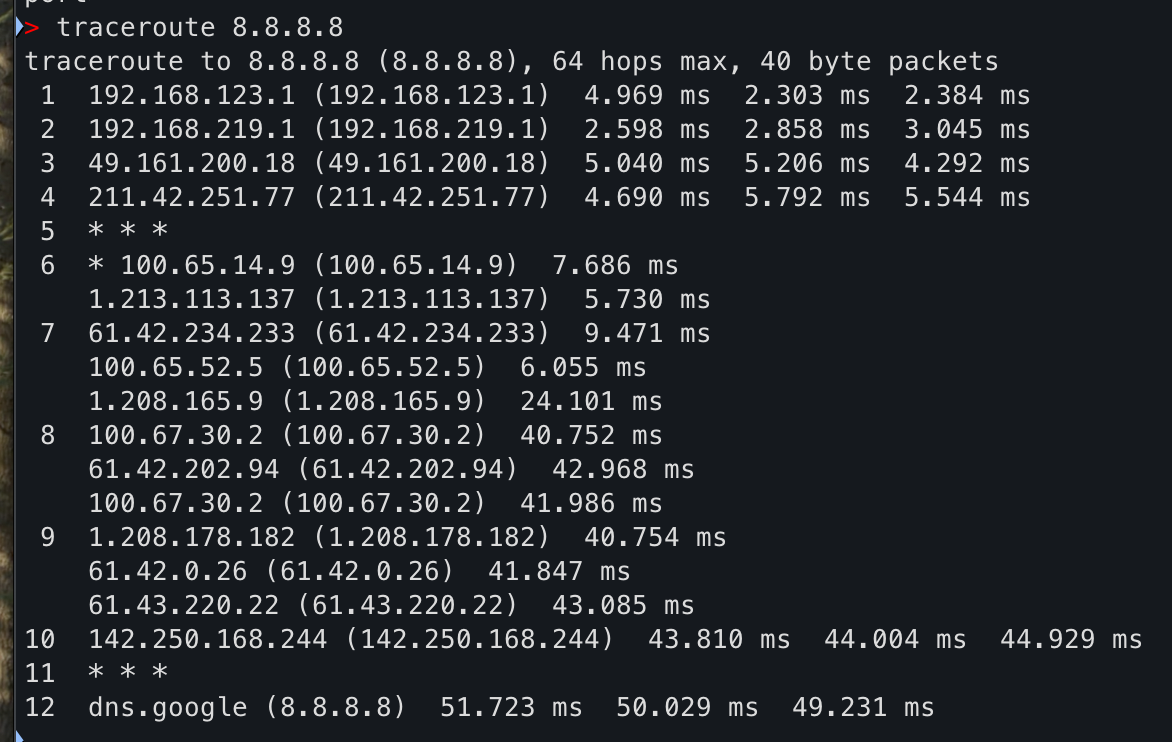 > traceroute 8.8.8.8
traceroute to 8.8.8.8 (8.8.8.8), 64 hops max, 40 byte packets
 1  192.168.123.1 (192.168.123.1)  4.969 ms  2.303 ms  2.384 ms
 2  192.168.219.1 (192.168.219.1)  2.598 ms  2.858 ms  3.045 ms
 3  49.161.200.18 (49.161.200.18)  5.040 ms  5.206 ms  4.292 ms
 4  211.42.251.77 (211.42.251.77)  4.690 ms  5.792 ms  5.544 ms
 5  * * *
 6  * 100.65.14.9 (100.65.14.9)  7.686 ms
    1.213.113.137 (1.213.113.137)  5.730 ms
 7  61.42.234.233 (61.42.234.233)  9.471 ms
    100.65.52.5 (100.65.52.5)  6.055 ms
    1.208.165.9 (1.208.165.9)  24.101 ms
 8  100.67.30.2 (100.67.30.2)  40.752 ms
    61.42.202.94 (61.42.202.94)  42.968 ms
    100.67.30.2 (100.67.30.2)  41.986 ms
 9  1.208.178.182 (1.208.178.182)  40.754 ms
    61.42.0.26 (61.42.0.26)  41.847 ms
    61.43.220.22 (61.43.220.22)  43.085 ms
10  142.250.168.244 (142.250.168.244)  43.810 ms  44.004 ms  44.929 ms
11  * * *
12  dns.google (8.8.8.8)  51.723 ms  50.029 ms  49.231 ms